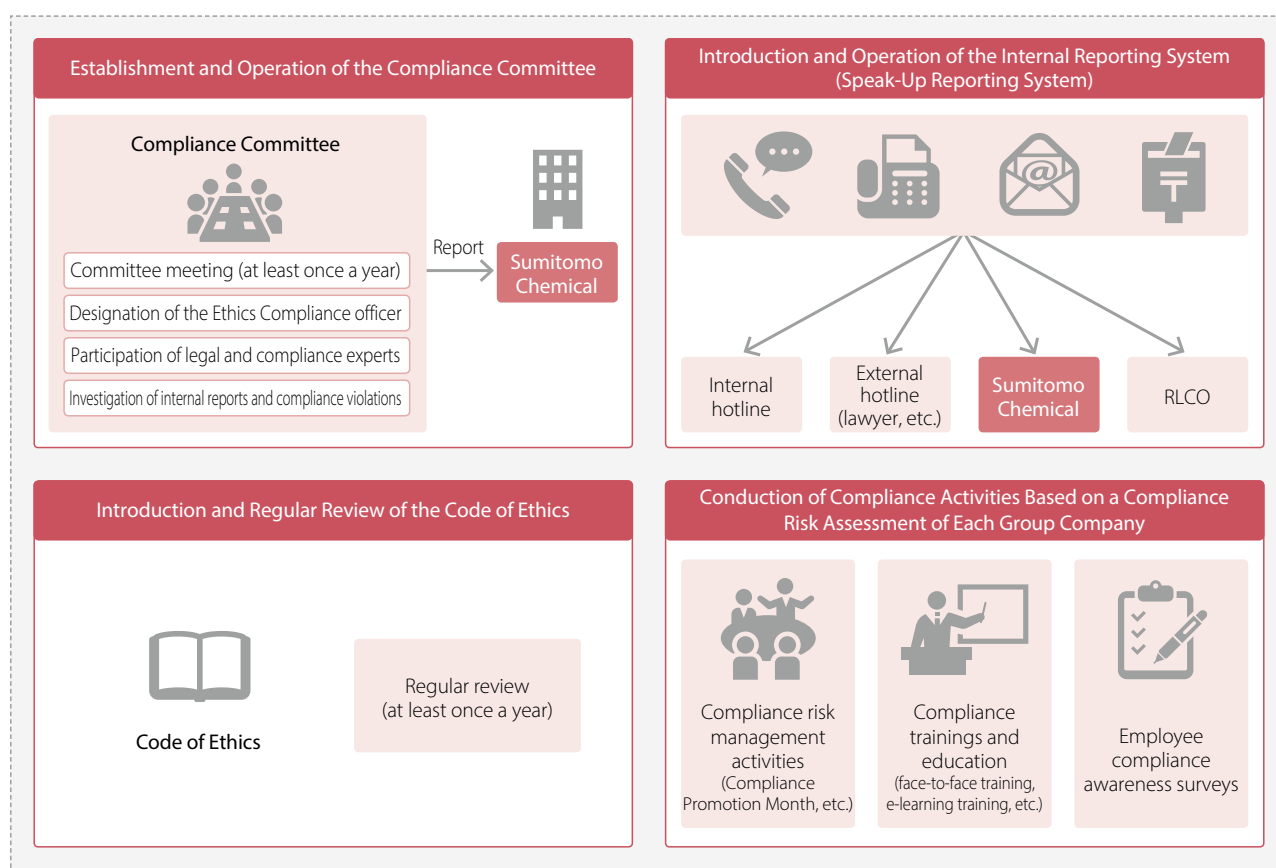 Establishment and Operation of the Compliance Committee
Compliance Committee
Committee meeting (at least once a year)
Designation of the Ethics Compliance officer
Participation of legal and compliance experts
Investigation of internal reports and compliance violations
Report
Sumitomo
Chemical
Introduction and Operation of the Internal Reporting System
(Speak-Up Reporting System)
@
Internal
hotline
External
hotline
(lawyer, etc.)
Sumitomo
Chemical
RLCO
Introduction and Regular Review of the Code of Ethics
Code of Ethics
Regular review
(at least once a year)
Conduction of Compliance Activities Based on a Compliance
Risk Assessment of Each Group Company
Compliance risk
management
activities
(Compliance
Promotion Month, etc.)
Compliance
trainings and
education
(face-to-face training,
e-learning training, etc.)
Employee
compliance
awareness surveys